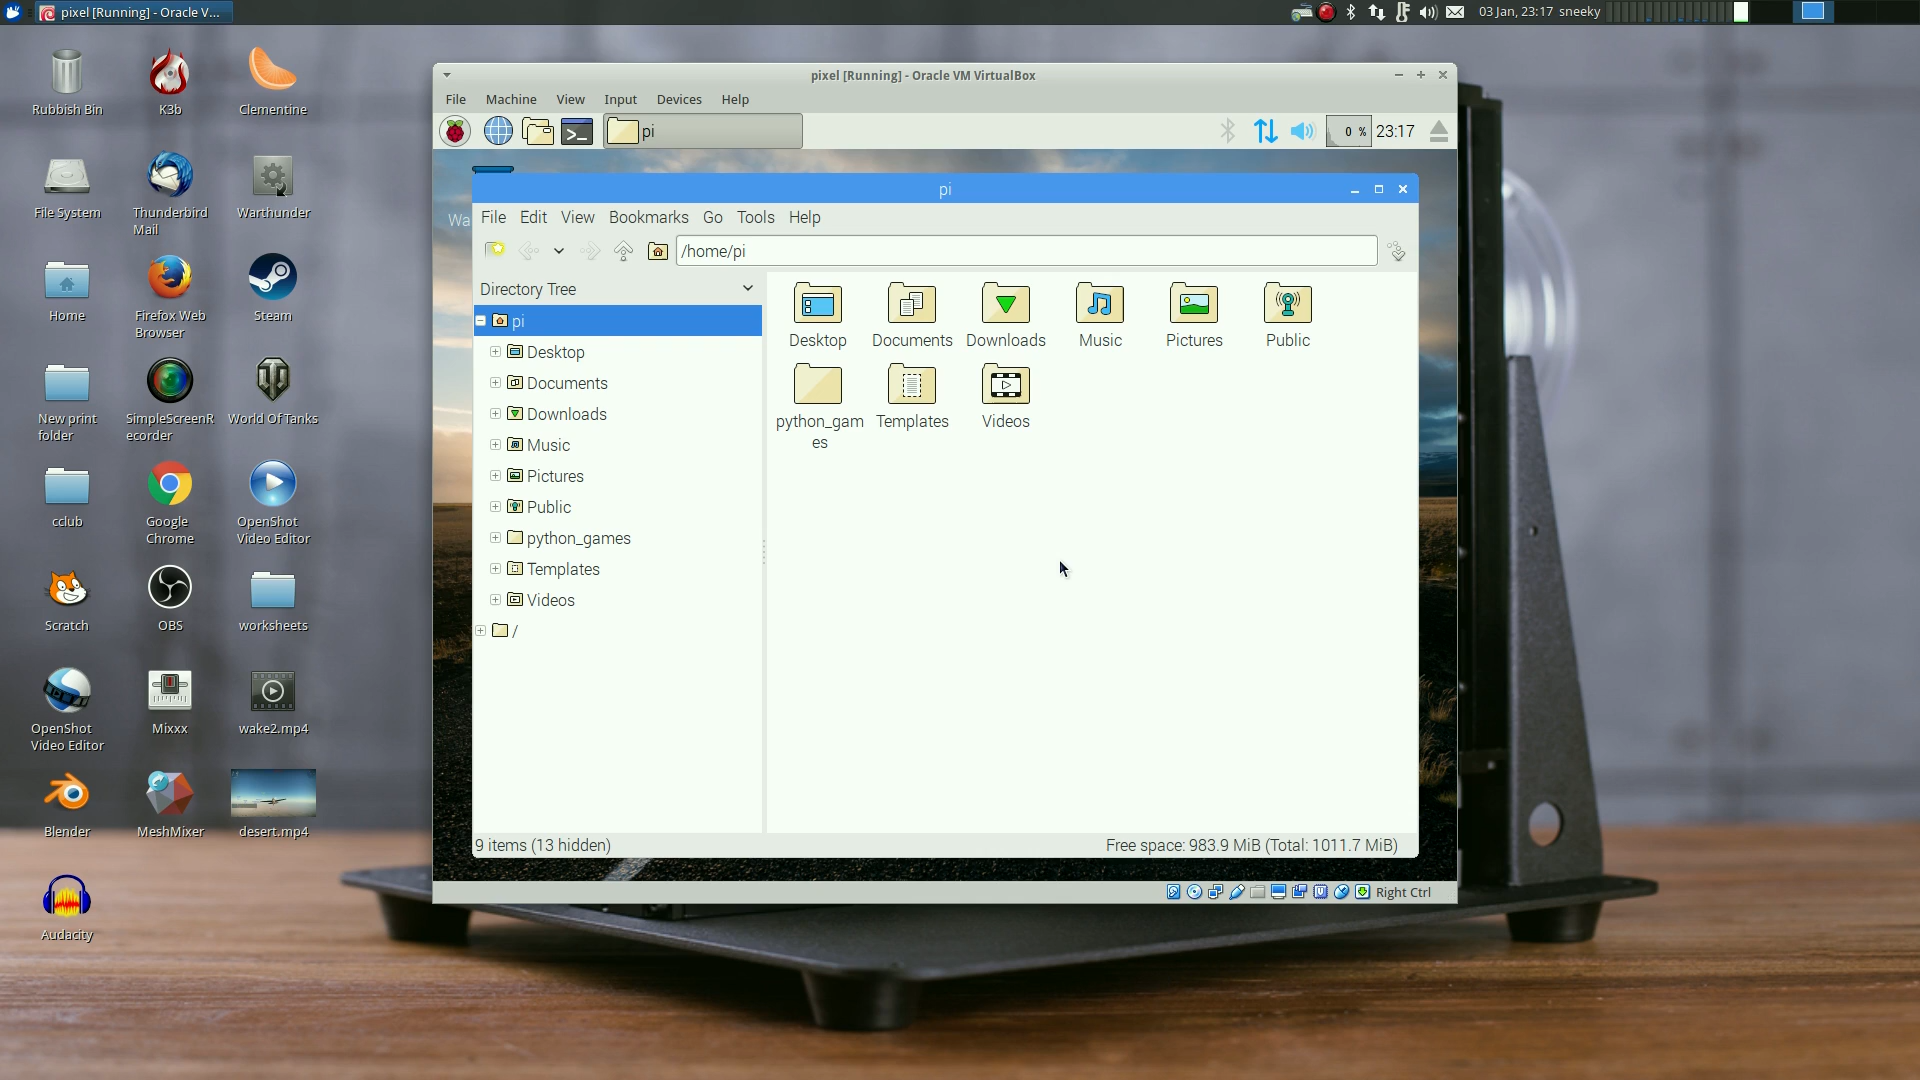 pixel [Running] - Oracle V...
03 Jan, 23:17 sneeky
Rubbish Bin
K3b
Clementine
File System
Thunderbird
Mail
Warthunder
Home
Firefox Web
Browser
Steam
New print
folder
SimpleScreenR
ecorder
World Of Tanks
cclub
Google
Chrome
OpenShot
Video Editor
Scratch
OBS
worksheets
OpenShot
Video Editor
Mixxx
wake2.mp4
Blender
MeshMixer
desert.mp4
Audacity
pixel [Running] - Oracle VM VirtualBox
File Machine View Input Devices Help
pi
0 % 23:17
Wa
pi
File Edit View Bookmarks Go Tools Help
/home/pi
Directory Tree
pi
Desktop
Documents
Downloads
Music
Pictures
Public
python_games
Templates
Videos
/
Desktop Documents Downloads Music Pictures Public
python_gam
es
Templates
Videos
9 items (13 hidden)
Free space: 983.9 MiB (Total: 1011.7 MiB)
Right Ctrl